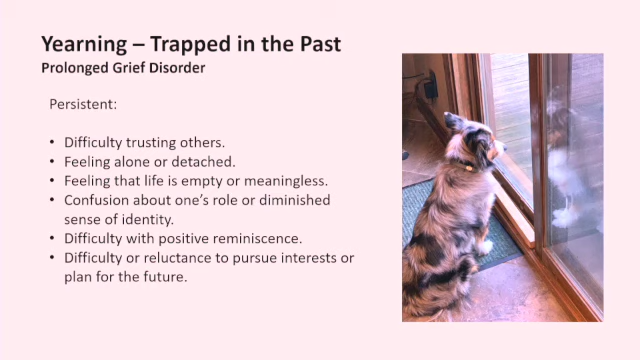 Yearning – Trapped in the Past
Prolonged Grief Disorder
Persistent:
• Difficulty trusting others.
• Feeling alone or detached.
• Feeling that life is empty or meaningless.
• Confusion about one’s role or diminished
sense of identity.
• Difficulty with positive reminiscence.
• Difficulty or reluctance to pursue interests or
plan for the future.